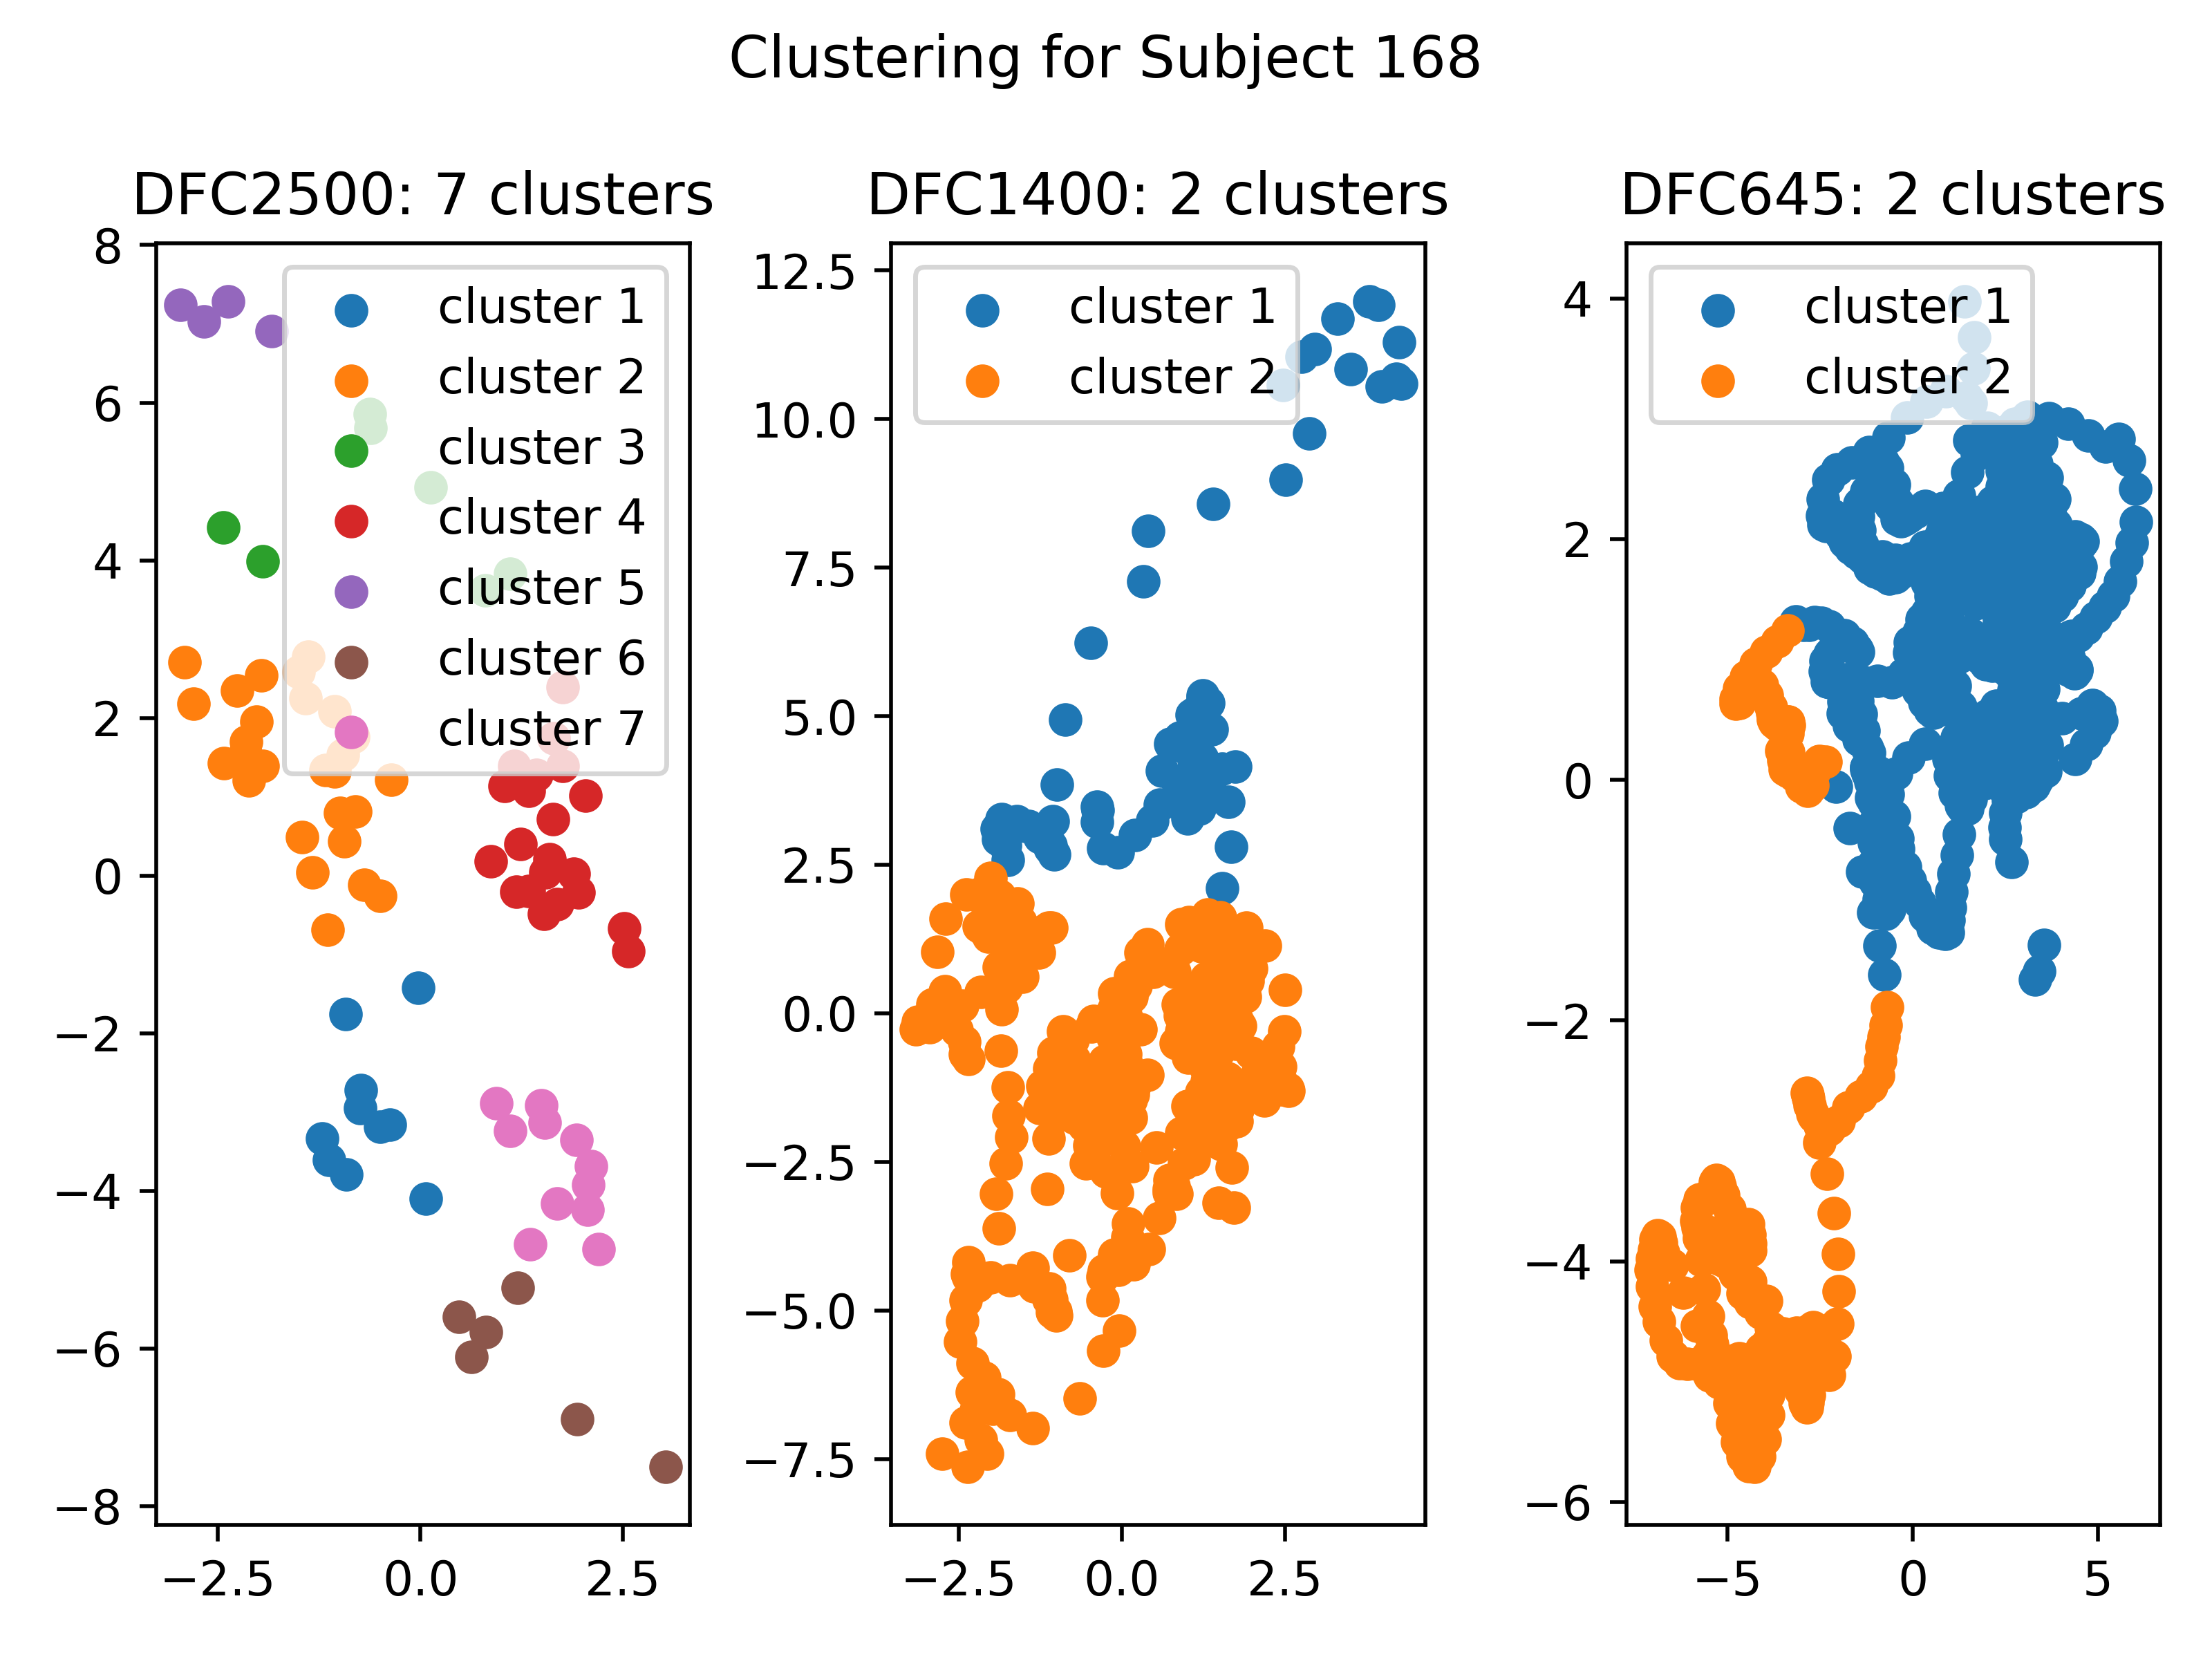 Clustering for Subject 168
DFC2500: 7 clusters
8
6
4
2
0
−2
−4
−6
−8
−2.5 0.0 2.5
cluster 1
cluster 2
cluster 3
cluster 4
cluster 5
cluster 6
cluster 7
DFC1400: 2 clusters
12.5
10.0
7.5
5.0
2.5
0.0
−2.5
−5.0
−7.5
−2.5 0.0 2.5
cluster 1
cluster 2
DFC645: 2 clusters
4
2
0
−2
−4
−6
−5 0 5
cluster 1
cluster 2